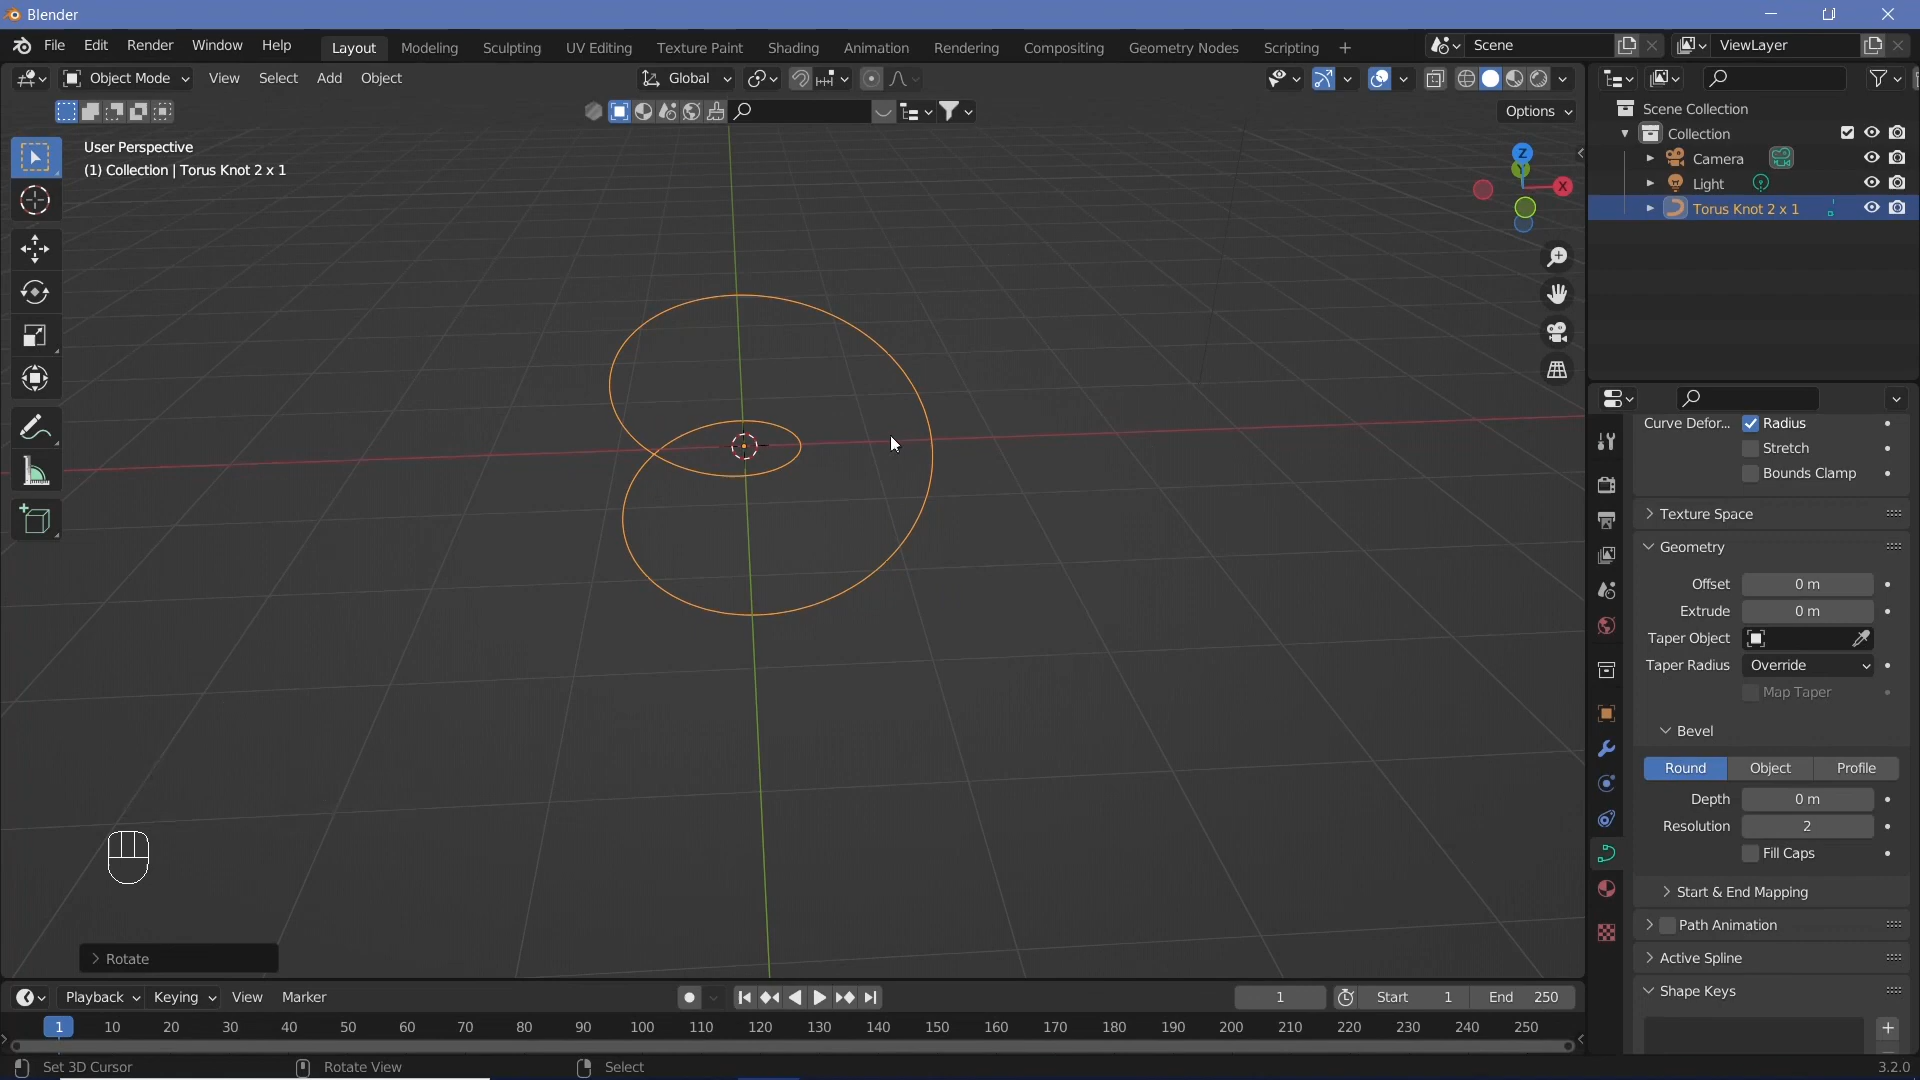 Blender
File Edit Render Window Help
Layout Modeling Sculpting UV Editing Texture Paint Shading Animation Rendering Compositing Geometry Nodes Scripting +
Scene
ViewLayer
Object Mode View Select Add Object
Global
Options
User Perspective
(1) Collection | Torus Knot 2 x 1
Z
Y
X
Scene Collection
Collection
Camera
Light
Torus Knot 2 x 1
Curve Defor... Radius
Stretch
Bounds Clamp
Texture Space
Geometry
Offset 0 m
Extrude 0 m
Taper Object
Taper Radius Override
Map Taper
Bevel
Round Object Profile
Depth 0 m
Resolution 2
Fill Caps
Start & End Mapping
Path Animation
Active Spline
Shape Keys
Rotate
Playback Keying View Marker
1 Start 1 End 250
1 10 20 30 40 50 60 70 80 90 100 110 120 130 140 150 160 170 180 190 200 210 220 230 240 250
Set 3D Cursor Rotate View Select
3.2.0